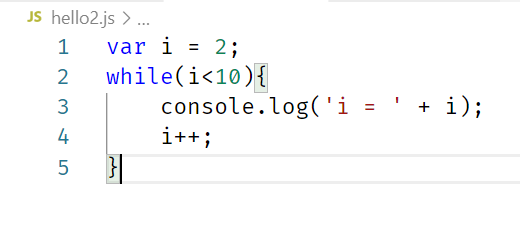 JS hello2.js > ...
1 var i = 2;
2 while(i<10){
3     console.log('i = ' + i);
4     i++;
5 }